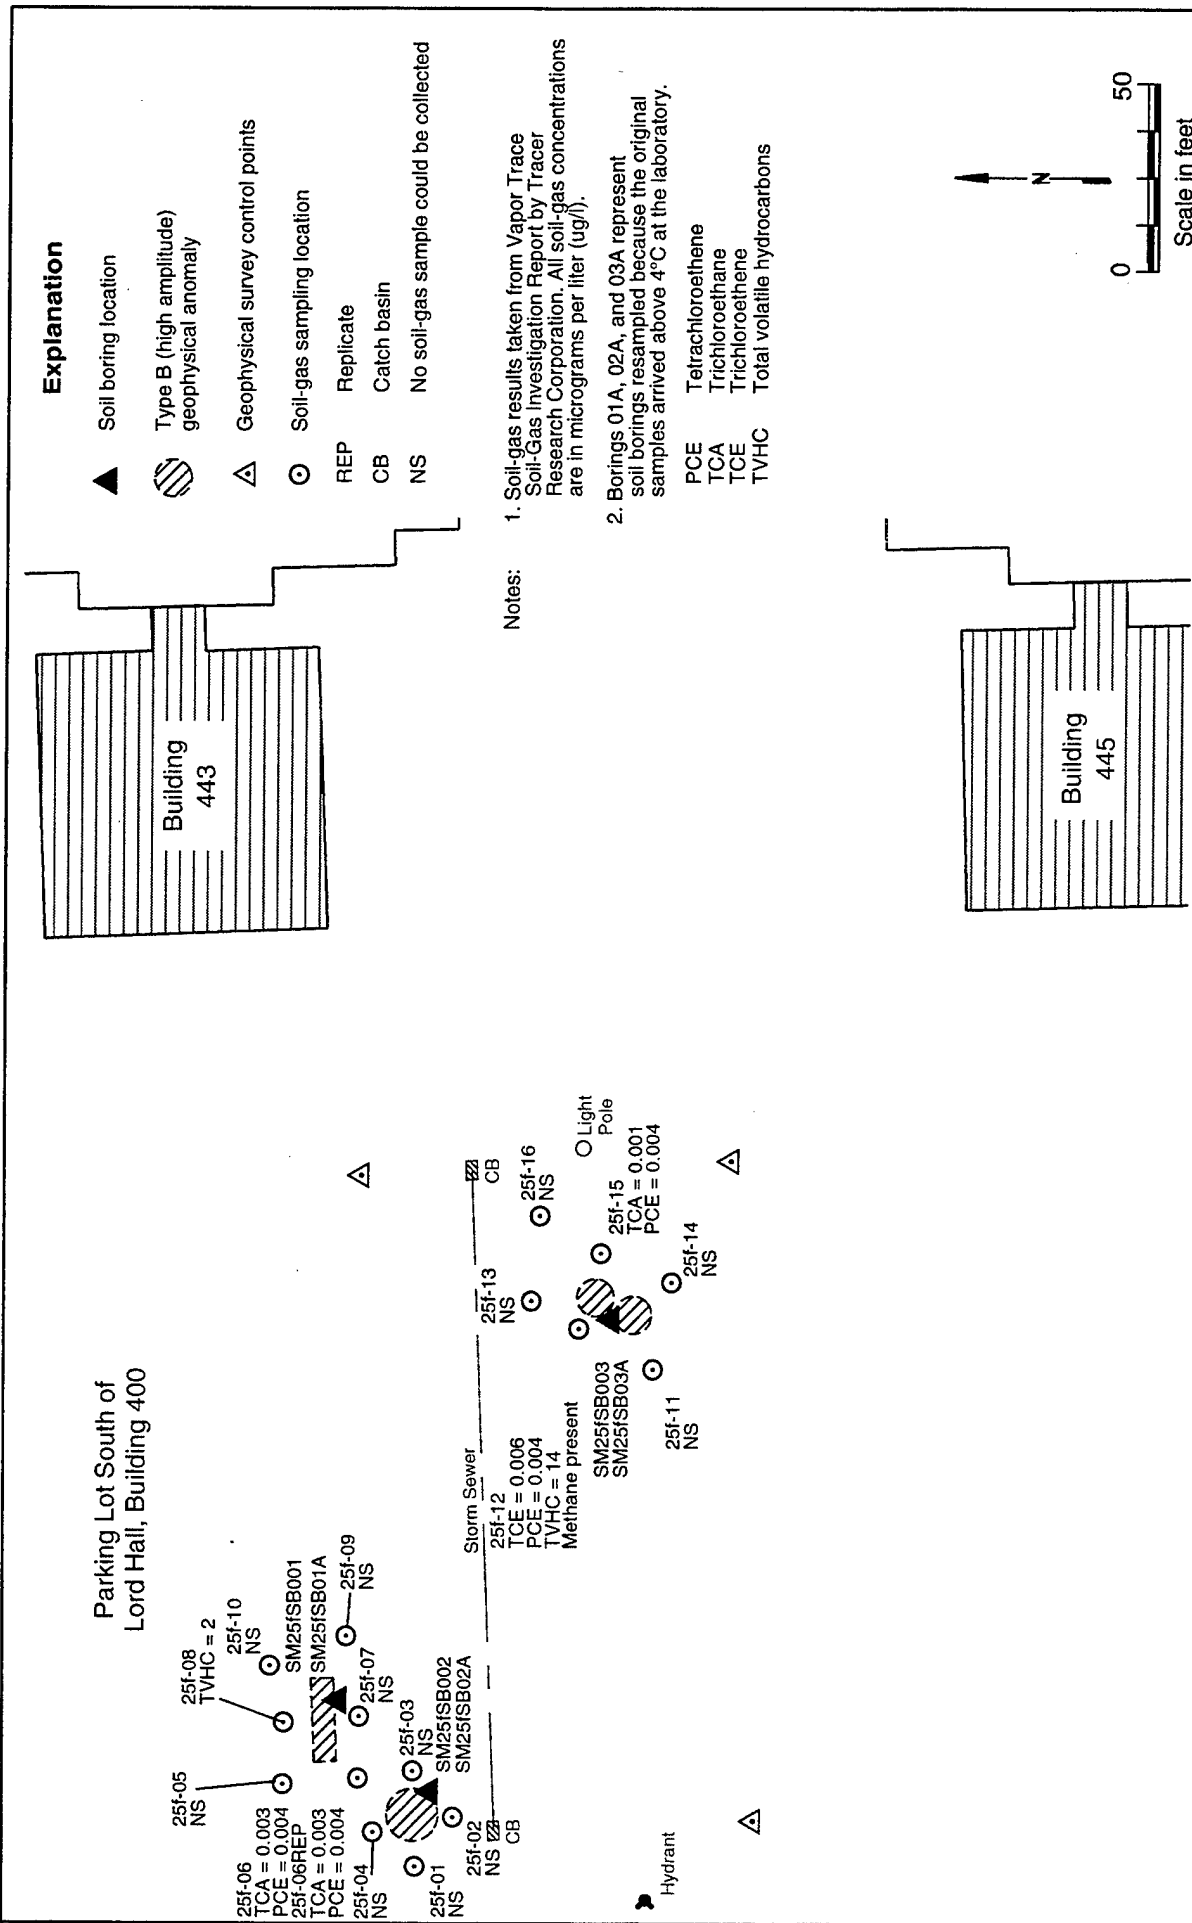 Parking Lot South of
Lord Hall, Building 400
25f-05
NS
25f-08
TVHC = 2
25f-10
NS
SM25fSB001
SM25fSB01A
25f-09
NS
25f-06
TCA = 0.003
PCE = 0.004
25f-06REP
TCA = 0.003
PCE = 0.004
25f-04
NS
25f-07
NS
25f-03
NS
SM25fSB002
SM25fSB02A
25f-01
NS
25f-02
NS
CB
Hydrant
Storm Sewer
25f-12
TCE = 0.006
PCE = 0.004
TVHC = 14
Methane present
SM25fSB003
SM25fSB03A
25f-11
NS
25f-13
NS
CB
25f-16
NS
Light
Pole
25f-15
TCA = 0.001
PCE = 0.004
25f-14
NS
Building
443
Building
445
Explanation
Soil boring location
Type B (high amplitude)
geophysical anomaly
Geophysical survey control points
Soil-gas sampling location
REP Replicate
CB Catch basin
NS No soil-gas sample could be collected
Notes: 1. Soil-gas results taken from Vapor Trace
Soil-Gas Investigation Report by Tracer
Research Corporation. All soil-gas concentrations
are in micrograms per liter (ug/l).
2. Borings 01A, 02A, and 03A represent
soil borings resampled because the original
samples arrived above 4°C at the laboratory.
PCE Tetrachloroethene
TCA Trichloroethane
TCE Trichloroethene
TVHC Total volatile hydrocarbons
N
0 50
Scale in feet